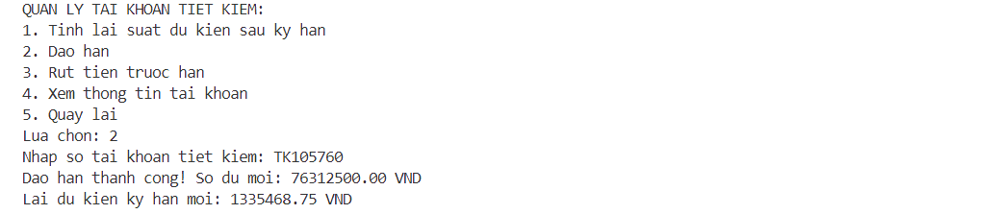 QUAN LY TAI KHOAN TIET KIEM:
1. Tinh lai suat du kien sau ky han
2. Dao han
3. Rut tien truoc han
4. Xem thong tin tai khoan
5. Quay lai
Lua chon: 2
Nhap so tai khoan tiet kiem: TK105760
Dao han thanh cong! So du moi: 76312500.00 VND
Lai du kien ky han moi: 1335468.75 VND